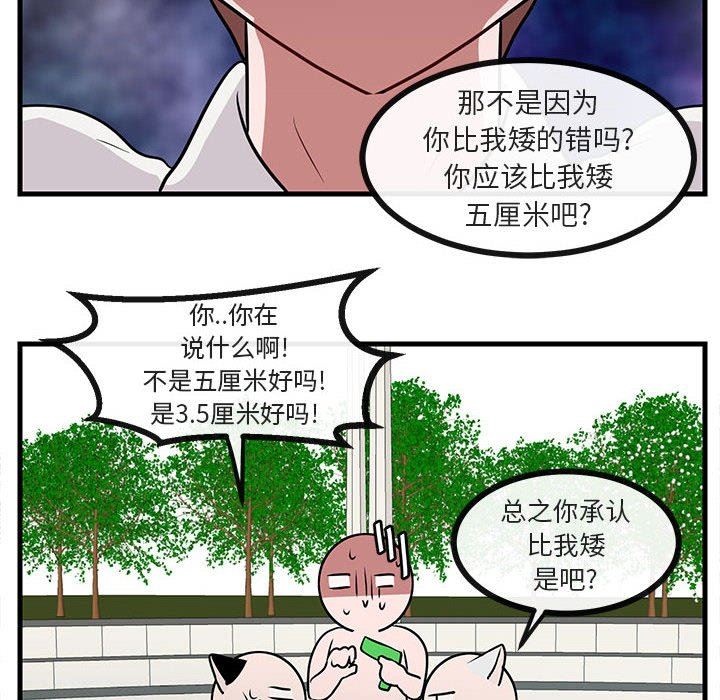 那不是因为
你比我矮的错吗?
你应该比我矮
五厘米吧?
你..你在
说什么啊!
不是五厘米好吗!
是3.5厘米好吗!
总之你承认
比我矮
是吧?